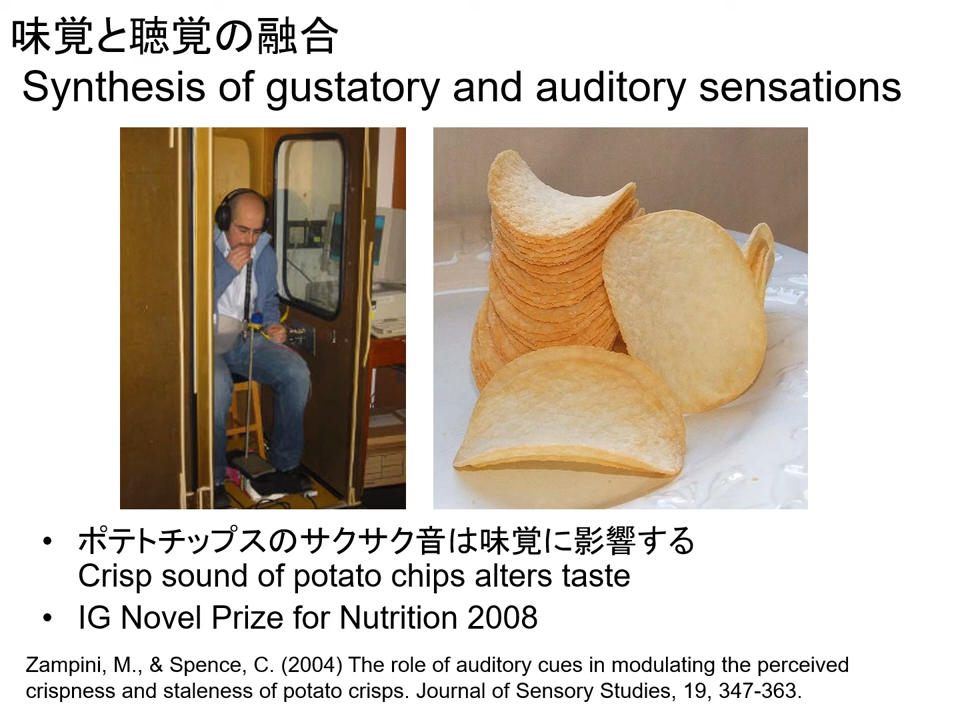 味覚と聴覚の融合
Synthesis of gustatory and auditory sensations
• ポテトチップスのサクサク音は味覚に影響する
Crisp sound of potato chips alters taste
• IG Novel Prize for Nutrition 2008
Zampini, M., & Spence, C. (2004) The role of auditory cues in modulating the perceived
crispness and staleness of potato crisps. Journal of Sensory Studies, 19, 347-363.